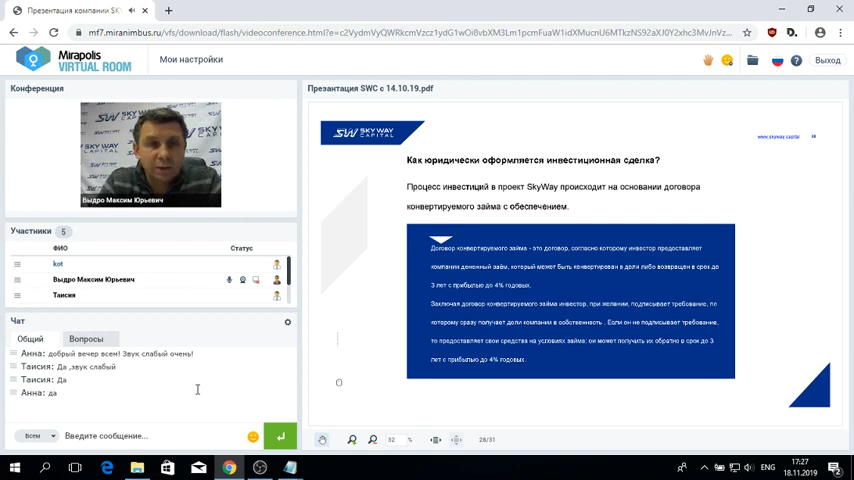 Презентация компании SK
mf7.miranimbus.ru/vfs/download/flash/videoconference.html?e=
Mirapolis
VIRTUAL ROOM
Мои настройки
Выход
Конференция
Презентация SWC с 14.10.19.pdf
SKY WAY
CAPITAL
Выдро Максим Юрьевич
SW SKY WAY
CAPITAL
www.skyway.capital
Как юридически оформляется инвестиционная сделка?
Процесс инвестиций в проект SkyWay происходит на основании договора
конвертируемого займа с обеспечением.
Договор конвертируемого займа - это договор, согласно которому инвестор предоставляет
компании денежный заём, который может быть конвертирован в доли либо возвращен в срок до
3 лет с прибылью до 4% годовых.
Заключая договор конвертируемого займа инвестор, при желании, подписывает требование, по
которому сразу получает доли компании в собственность . Если он не подписывает требование,
то предоставляет свои средства на условиях займа: он может получить их обратно в срок до 3
лет с прибылью до 4% годовых.
Участники 5
ФИО Статус
kot
Выдро Максим Юрьевич
Таисия
Чат
Общий Вопросы
Анна: добрый вечер всем! Звук слабый очень!
Таисия: Да ,звук слабый
Таисия: Да
Анна: да
Всем Введите сообщение...
32 % 28/31
ENG
17:27
18.11.2019
2